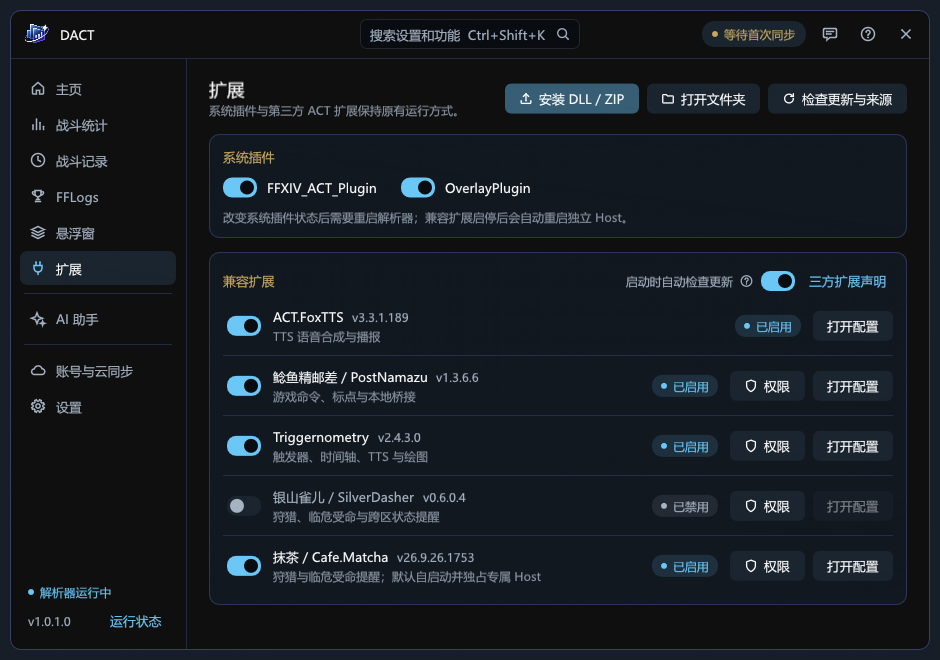 DACT
搜索设置和功能 Ctrl+Shift+K
等待首次同步
主页
战斗统计
战斗记录
FFLogs
悬浮窗
扩展
AI 助手
账号与云同步
设置
解析器运行中
v1.0.1.0 运行状态
扩展
系统插件与第三方 ACT 扩展保持原有运行方式。
安装 DLL / ZIP
打开文件夹
检查更新与来源
系统插件
FFXIV_ACT_Plugin
OverlayPlugin
改变系统插件状态后需要重启解析器；兼容扩展启停后会自动重启独立 Host。
兼容扩展
启动时自动检查更新
三方扩展声明
ACT.FoxTTS v3.3.1.189
TTS 语音合成与播报
已启用
打开配置
鲶鱼精邮差 / PostNamazu v1.3.6.6
游戏命令、标点与本地桥接
已启用
权限
打开配置
Triggernometry v2.4.3.0
触发器、时间轴、TTS 与绘图
已启用
权限
打开配置
银山雀儿 / SilverDasher v0.6.0.4
狩猎、临危受命与跨区状态提醒
已禁用
权限
打开配置
抹茶 / Cafe.Matcha v26.9.26.1753
狩猎与临危受命提醒；默认自启动并独占专属 Host
已启用
权限
打开配置